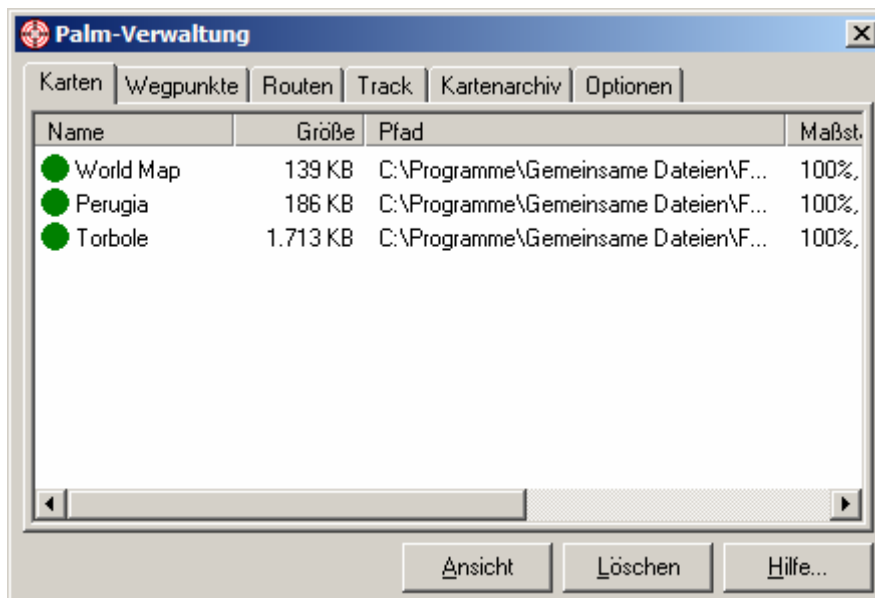 Palm-Verwaltung
Karten Wegpunkte Routen Track Kartenarchiv Optionen
Name Größe Pfad Maßst
World Map 139 KB C:\Programme\Gemeinsame Dateien\F... 100%,
Perugia 186 KB C:\Programme\Gemeinsame Dateien\F... 100%,
Torbole 1.713 KB C:\Programme\Gemeinsame Dateien\F... 100%,
Ansicht Löschen Hilfe...